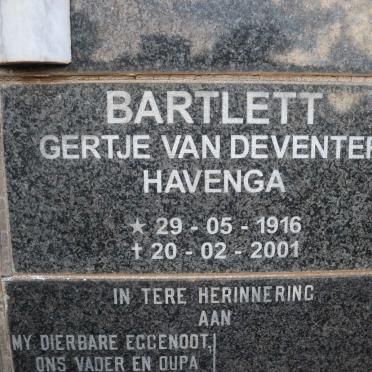 BARTLETT
GERTJE VAN DEVENTER
HAVENGA
★ 29 - 05 - 1916
✝ 20 - 02 - 2001
IN TERE HERINNERING
AAN
MY DIERBARE EGGENOOT,
ONS VADER EN OUPA